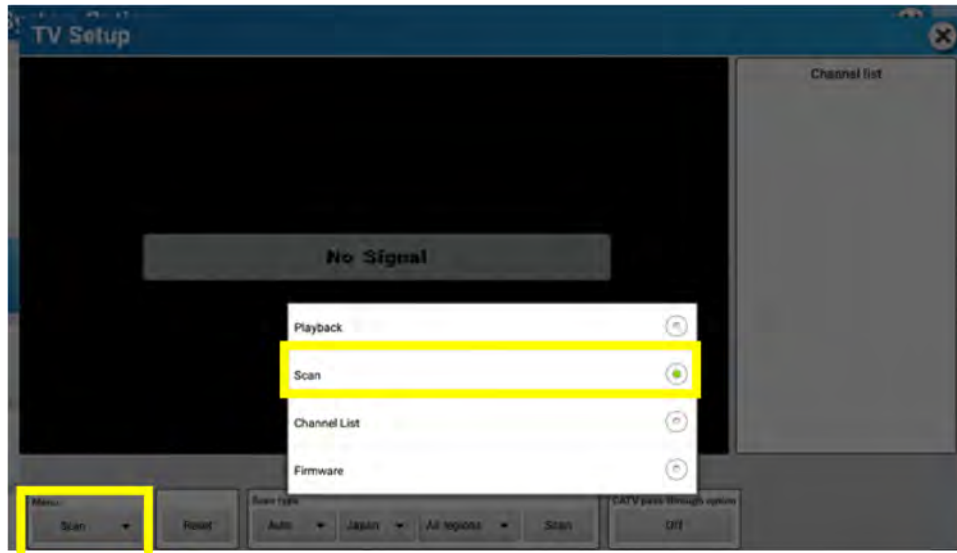 TV Setup
Channel list
No Signal
Playback
Scan
Channel List
Firmware
Menu
Scan type
CATV pass through option
Scan
Reset
Auto
Japan
All regions
Scan
Off